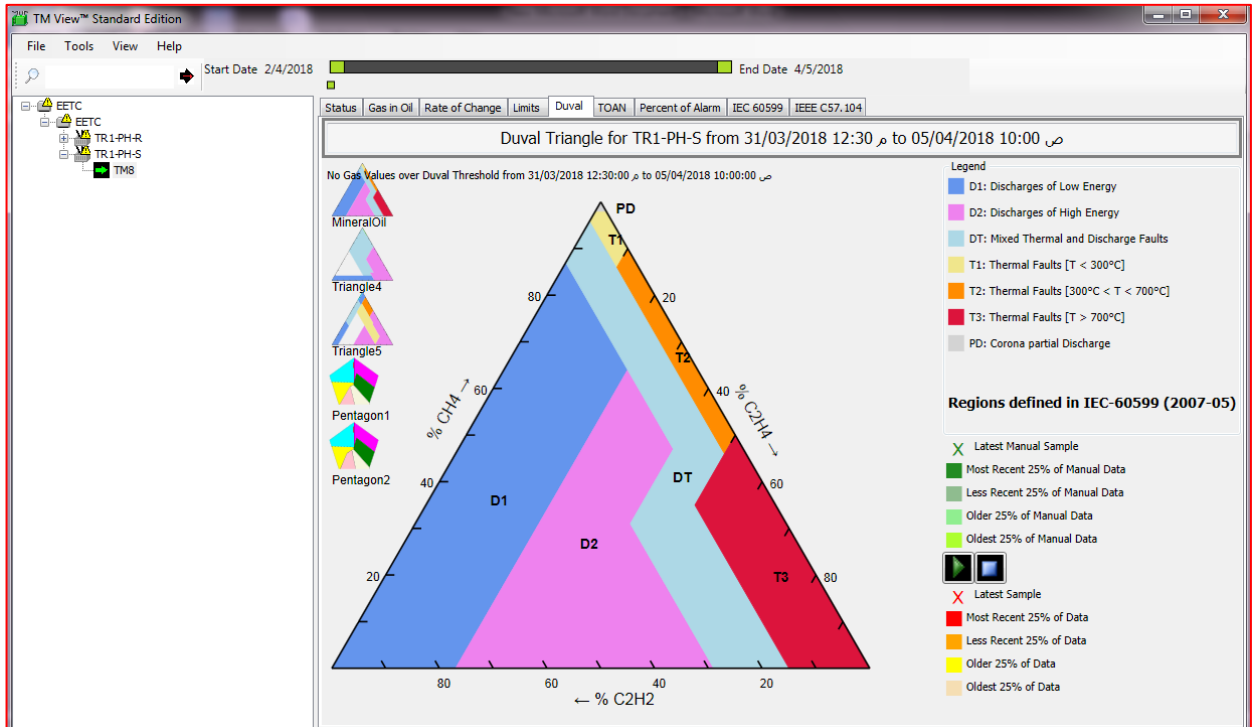 TM View™ Standard Edition
File Tools View Help
Start Date 2/4/2018
End Date 4/5/2018
EETC
EETC
TR1-PH-R
TR1-PH-S
TM8
Status Gas in Oil Rate of Change Limits Duval TOAN Percent of Alarm IEC 60599 IEEE C57.104
Duval Triangle for TR1-PH-S from 31/03/2018 12:30 م to 05/04/2018 10:00 ص
No Gas Values over Duval Threshold from 31/03/2018 12:30:00 م to 05/04/2018 10:00:00 ص
MineralOil
Triangle4
Triangle5
Pentagon1
Pentagon2
PD
T1
80
20
T2
60
40
% CH4 →
% C2H4 →
40
60
DT
D1
D2
20
T3
80
80
60
40
20
← % C2H2
Legend
D1: Discharges of Low Energy
D2: Discharges of High Energy
DT: Mixed Thermal and Discharge Faults
T1: Thermal Faults [T < 300°C]
T2: Thermal Faults [300°C < T < 700°C]
T3: Thermal Faults [T > 700°C]
PD: Corona partial Discharge
Regions defined in IEC-60599 (2007-05)
X Latest Manual Sample
Most Recent 25% of Manual Data
Less Recent 25% of Manual Data
Older 25% of Manual Data
Oldest 25% of Manual Data
X Latest Sample
Most Recent 25% of Data
Less Recent 25% of Data
Older 25% of Data
Oldest 25% of Data